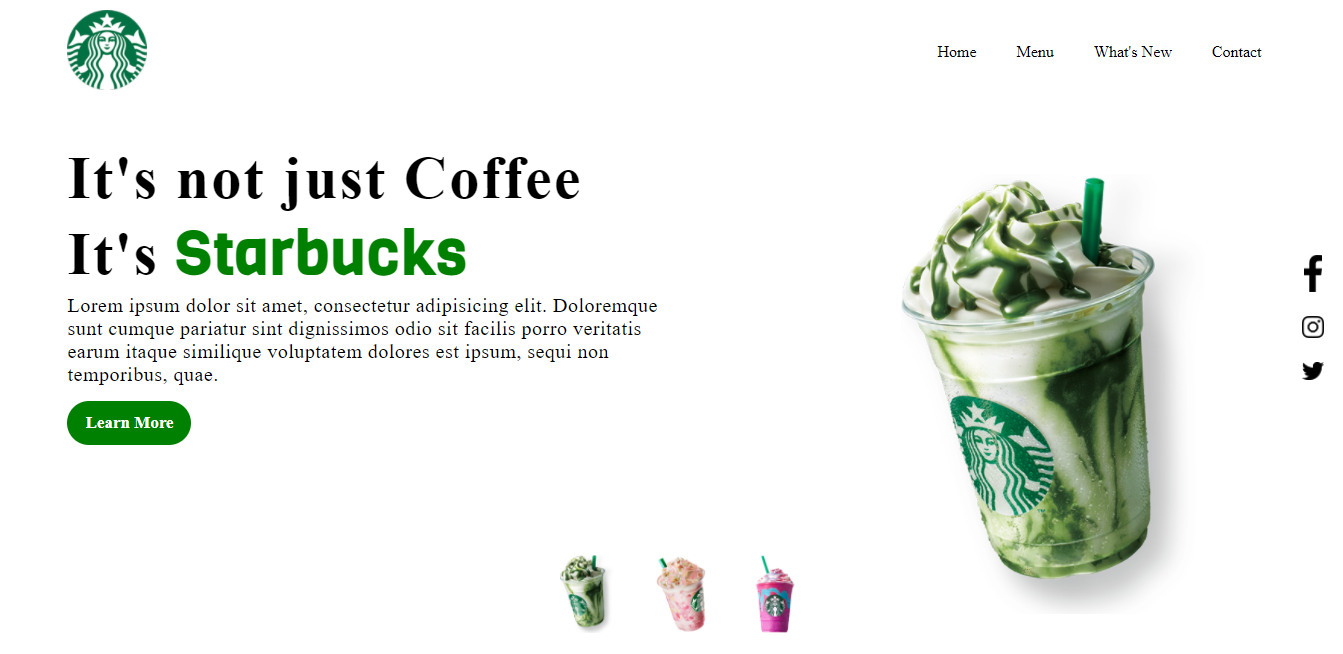 Home
Menu
What's New
Contact
It's not just Coffee
It's Starbucks
Lorem ipsum dolor sit amet, consectetur adipisicing elit. Doloremque
sunt cumque pariatur sint dignissimos odio sit facilis porro veritatis
earum itaque similique voluptatem dolores est ipsum, sequi non
temporibus, quae.
Learn More